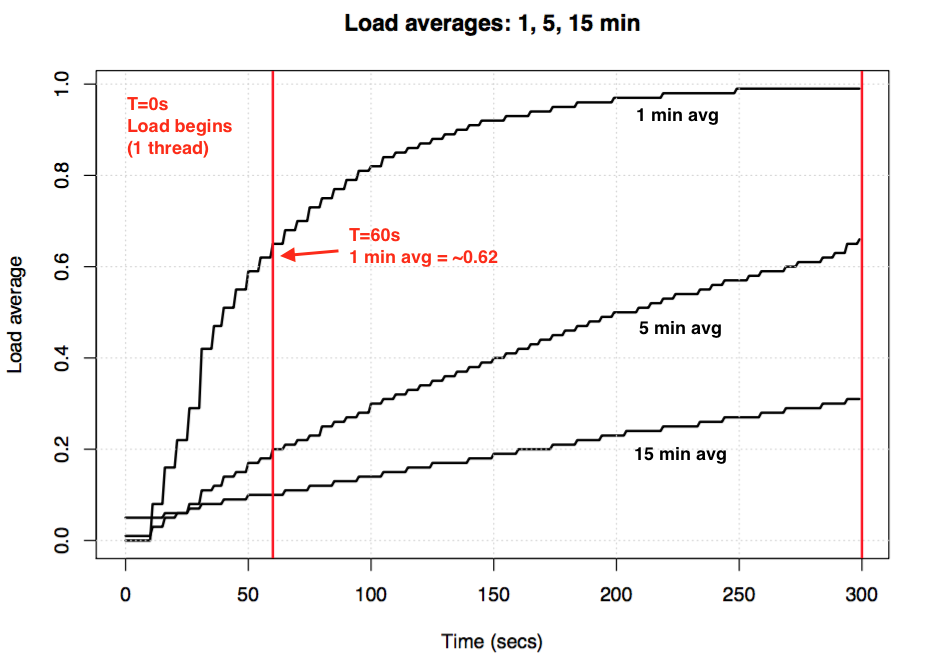 Load averages: 1, 5, 15 min
1.0
0.8
0.6
0.4
0.2
0.0
Load average
T=0s
Load begins
(1 thread)
1 min avg
T=60s
1 min avg = ~0.62
5 min avg
15 min avg
0 50 100 150 200 250 300
Time (secs)